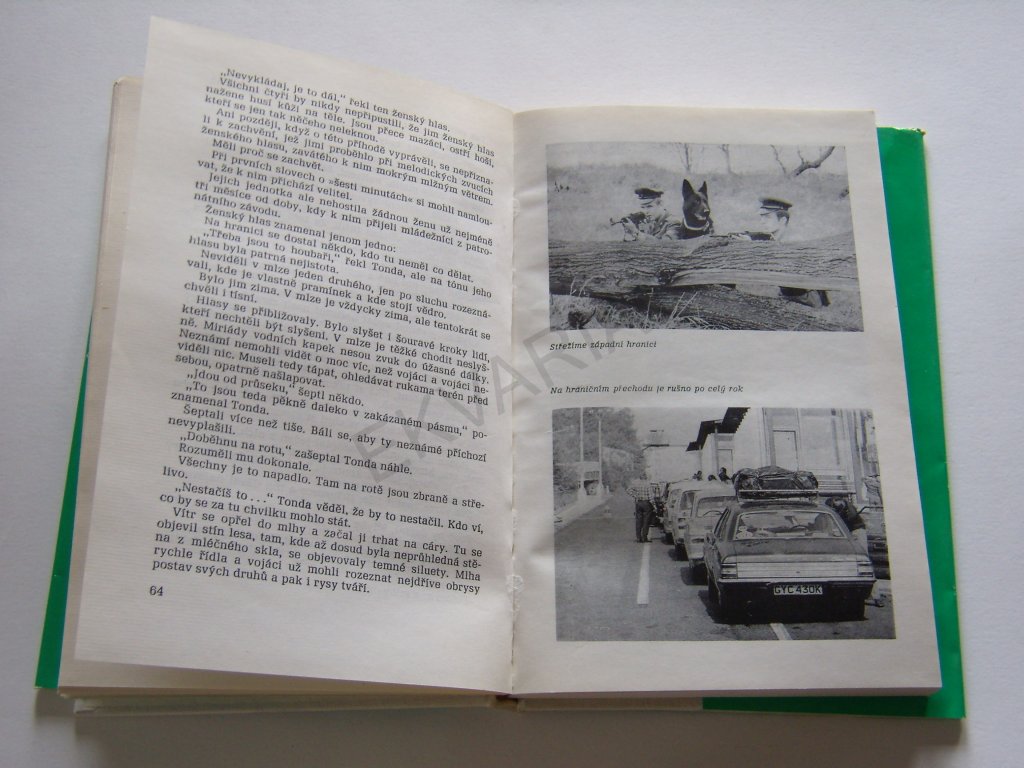 „Nevykládaj, je to dál,“ řekl ten ženský hlas.
Všichni čtyři by nikdy nepřipustili, že jim ženský hlas
nažene husí kůži na těle. Jsou přece mazáci, ostří hoši,
kteří se jen tak něčeho neleknou.
Ani později, když o této příhodě vyprávěli, se nepřizna-
li k zachvění, jež jimi proběhlo při melodických zvucích
ženského hlasu, zavátého k nim mokrým mlžným větrem.
Měli proč se zachvět.
Při prvních slovech o »šesti minutách« si mohli namlou-
vat, že k nim přichází velitel.
Jejich jednotka ale nehostila žádnou ženu už nejméně
tři měsíce od doby, kdy k nim přijeli mládežníci z patro-
nátního závodu.
Ženský hlas znamenal jenom jedno:
Na hranici se dostal někdo, kdo tu neměl co dělat.
„Třeba jsou to houbaři,“ řekl Tonda, ale na tónu jeho
hlasu byla patrná nejistota.
Neviděli v mlze jeden druhého, jen po sluchu rozezná-
vali, kde je vlastně pramínek a kde stojí vědro.
Bylo jim zima. V mlze je vždycky zima, ale tentokrát se
chvěli i tísní.
Hlasy se přibližovaly. Bylo slyšet i šouravé kroky lidí,
kteří nechtěli být slyšeni. V mlze je těžké chodit neslyš-
ně. Miriády vodních kapek nesou zvuk do úžasné dálky.
Neznámí nemohli vidět o moc víc, než vojáci a vojáci ne-
viděli nic. Museli tedy tápat, ohledávat rukama terén před
sebou, opatrně našlapovat.
„Jdou od průseku,“ šeptl někdo.
„To jsou teda pěkně daleko v zakázaném pásmu,“ po-
znamenal Tonda.
Šeptali více než tiše. Báli se, aby ty neznámé příchozí
nevyplašili.
„Doběhnu na rotu,“ zašeptal Tonda náhle.
Rozuměli mu dokonale.
Všechny je to napadlo. Tam na rotě jsou zbraně a stře-
livo.
„Nestačíš to . . .“ Tonda věděl, že by to nestačil. Kdo ví,
co by se za tu chvilku mohlo stát.
Vítr se opřel do mlhy a začal ji trhat na cáry. Tu se
objevil stín lesa, tam, kde až dosud byla neprůhledná stě-
na z mléčného skla, se objevovaly temné siluety. Mlha
rychle řídla a vojáci už mohli rozeznat nejdříve obrysy
postav svých druhů a pak i rysy tváří.
64
Střežíme západní hranici
Na hraničním přechodu je rušno po celý rok
GYC 430K